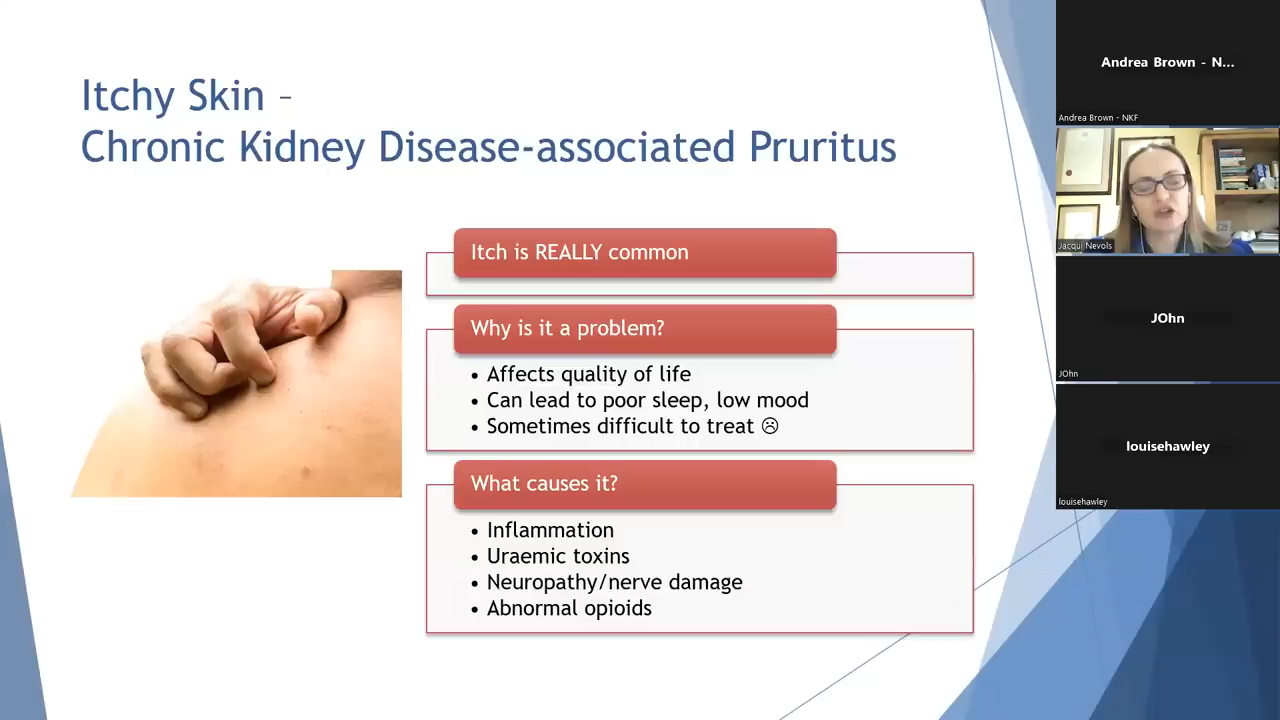 Itchy Skin –
Chronic Kidney Disease-associated Pruritus
Itch is REALLY common
Why is it a problem?
• Affects quality of life
• Can lead to poor sleep, low mood
• Sometimes difficult to treat ☹
What causes it?
• Inflammation
• Uraemic toxins
• Neuropathy/nerve damage
• Abnormal opioids
Andrea Brown - N...
Andrea Brown - NKF
Jacqui Nevols
JOhn
JOhn
louisehawley
louisehawley